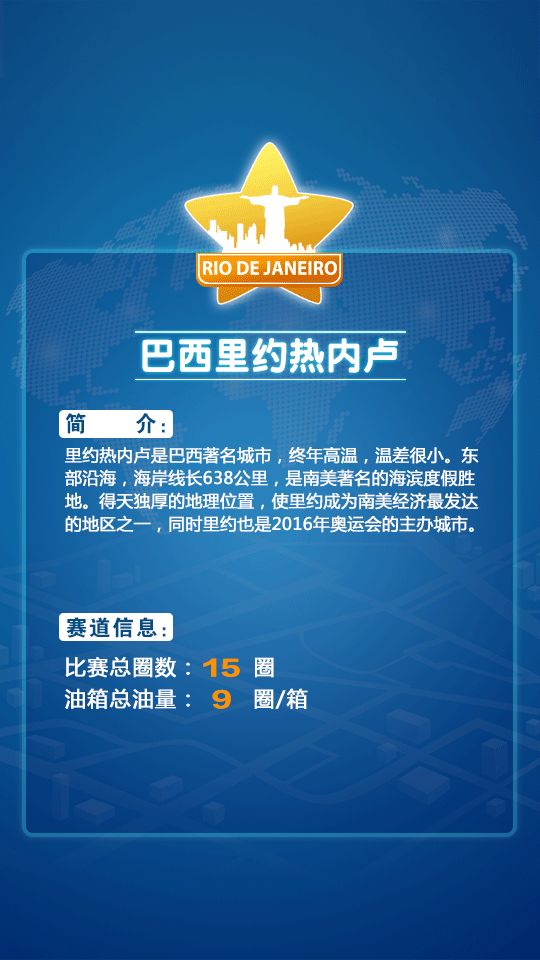 RIO DE JANEIRO
巴西里约热内卢
简 介:
里约热内卢是巴西著名城市，终年高温，温差很小。东
部沿海，海岸线长638公里，是南美著名的海滨度假胜
地。得天独厚的地理位置，使里约成为南美经济最发达
的地区之一，同时里约也是2016年奥运会的主办城市。
赛道信息:
比赛总圈数：15 圈
油箱总油量：9 圈/箱